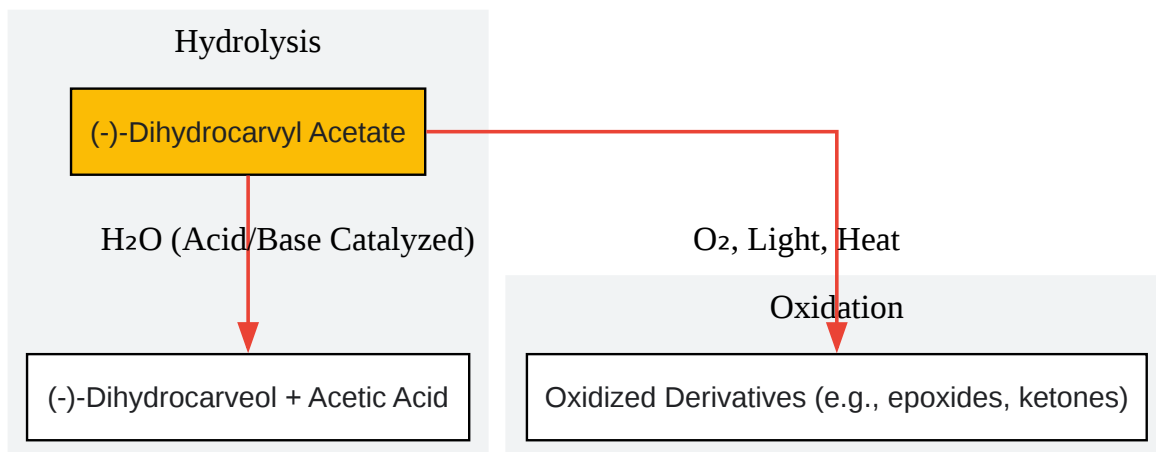 Hydrolysis
(-)-Dihydrocarvyl Acetate
H₂O (Acid/Base Catalyzed)
O₂, Light, Heat
Oxidation
(-)-Dihydrocarveol + Acetic Acid
Oxidized Derivatives (e.g., epoxides, ketones)